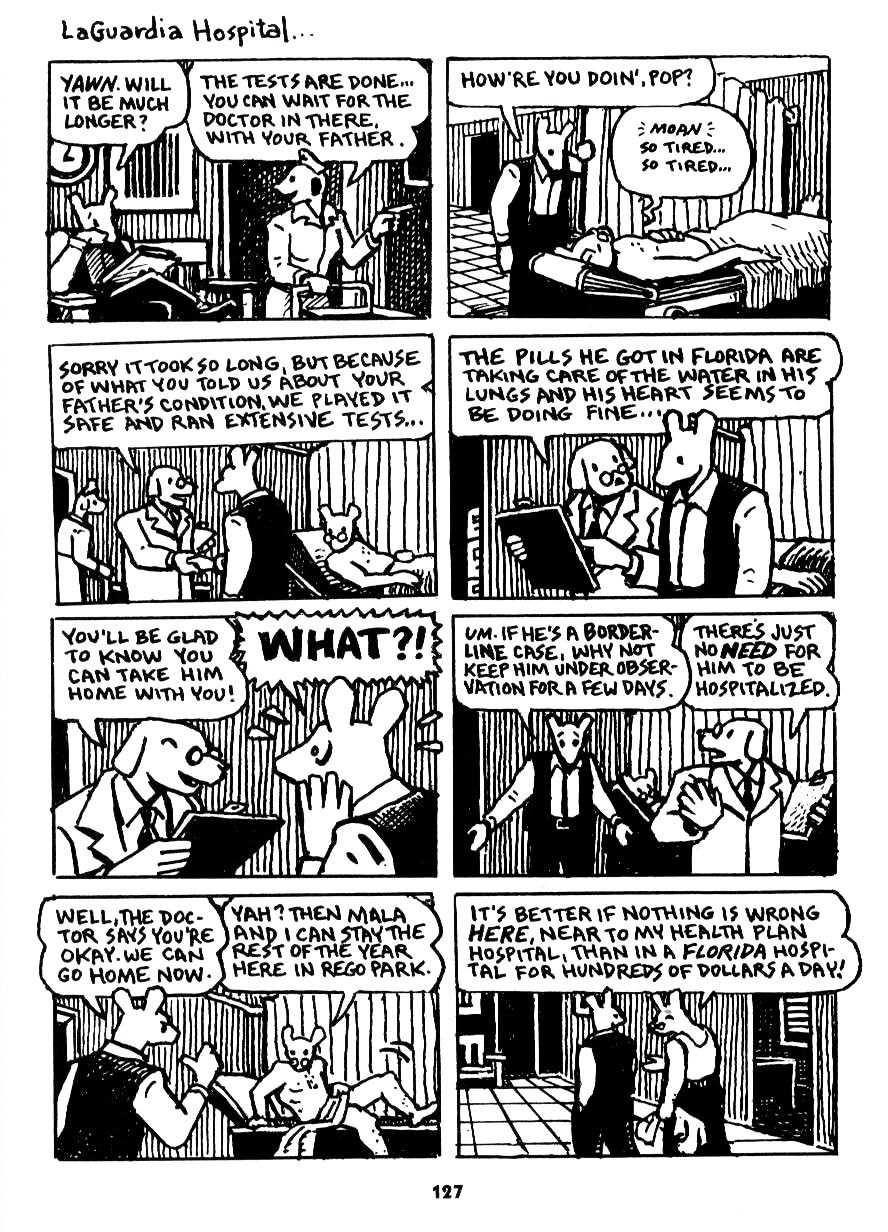 LaGuardia Hospital...
YAWN. WILL
IT BE MUCH
LONGER?
THE TESTS ARE DONE...
YOU CAN WAIT FOR THE
DOCTOR IN THERE,
WITH YOUR FATHER.
HOW'RE YOU DOIN', POP?
MOAN
SO TIRED...
SO TIRED...
SORRY IT TOOK SO LONG, BUT BECAUSE
OF WHAT YOU TOLD US ABOUT YOUR
FATHER'S CONDITION, WE PLAYED IT
SAFE AND RAN EXTENSIVE TESTS...
THE PILLS HE GOT IN FLORIDA ARE
TAKING CARE OF THE WATER IN HIS
LUNGS AND HIS HEART SEEMS TO
BE DOING FINE...
YOU'LL BE GLAD
TO KNOW YOU
CAN TAKE HIM
HOME WITH YOU!
WHAT?!
UM. IF HE'S A BORDER-
LINE CASE, WHY NOT
KEEP HIM UNDER OBSER-
VATION FOR A FEW DAYS.
THERE'S JUST
NO NEED FOR
HIM TO BE
HOSPITALIZED.
WELL, THE DOC-
TOR SAYS YOU'RE
OKAY. WE CAN
GO HOME NOW.
YAH? THEN MALA
AND I CAN STAY THE
REST OF THE YEAR
HERE IN REGO PARK.
IT'S BETTER IF NOTHING IS WRONG
HERE, NEAR TO MY HEALTH PLAN
HOSPITAL, THAN IN A FLORIDA HOSPI-
TAL FOR HUNDREDS OF DOLLARS A DAY!
127